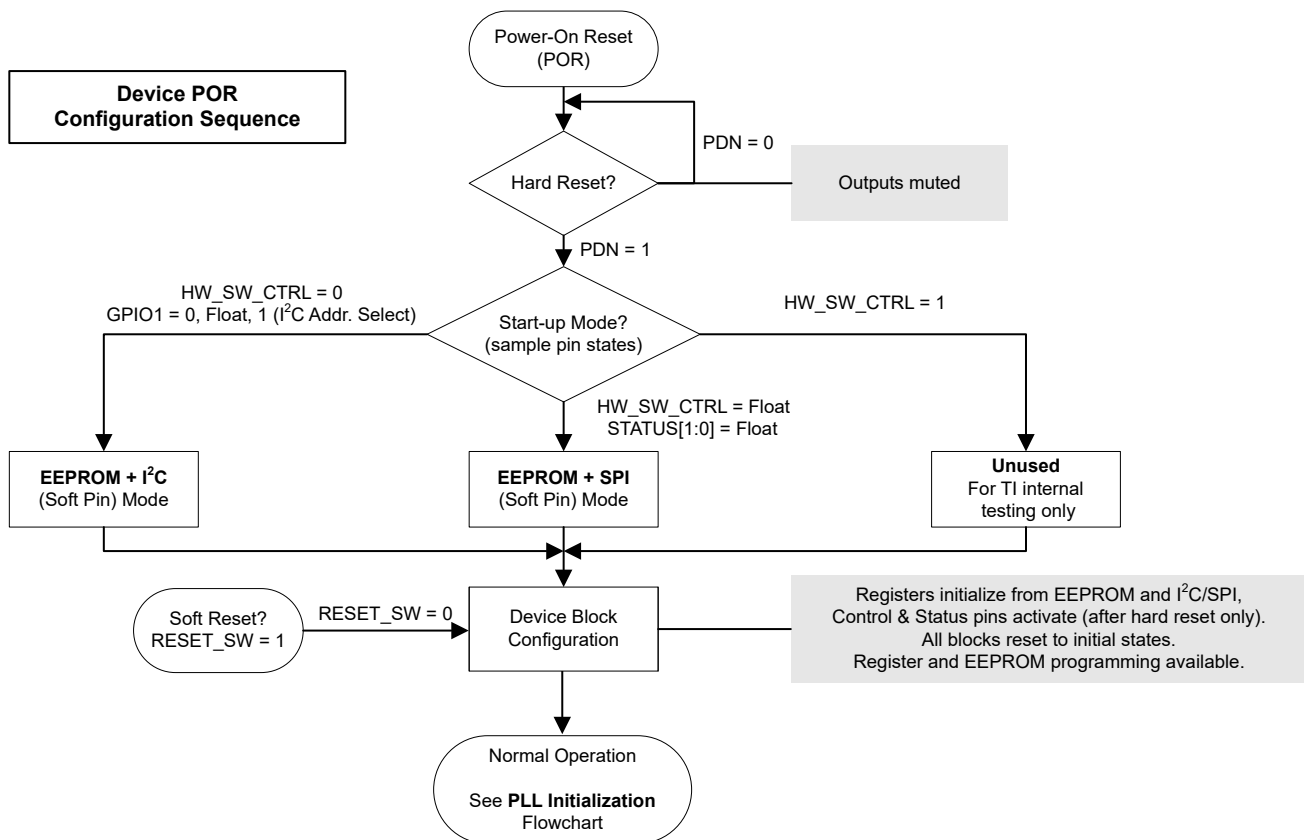 Power-On Reset
(POR)
Device POR
Configuration Sequence
PDN = 0
Hard Reset?
Outputs muted
PDN = 1
HW_SW_CTRL = 0
GPIO1 = 0, Float, 1 (I²C Addr. Select)
Start-up Mode?
(sample pin states)
HW_SW_CTRL = 1
HW_SW_CTRL = Float
STATUS[1:0] = Float
EEPROM + I²C
(Soft Pin) Mode
EEPROM + SPI
(Soft Pin) Mode
Unused
For TI internal
testing only
Soft Reset?
RESET_SW = 1
RESET_SW = 0
Device Block
Configuration
Registers initialize from EEPROM and I²C/SPI,
Control & Status pins activate (after hard reset only).
All blocks reset to initial states.
Register and EEPROM programming available.
Normal Operation
See PLL Initialization
Flowchart